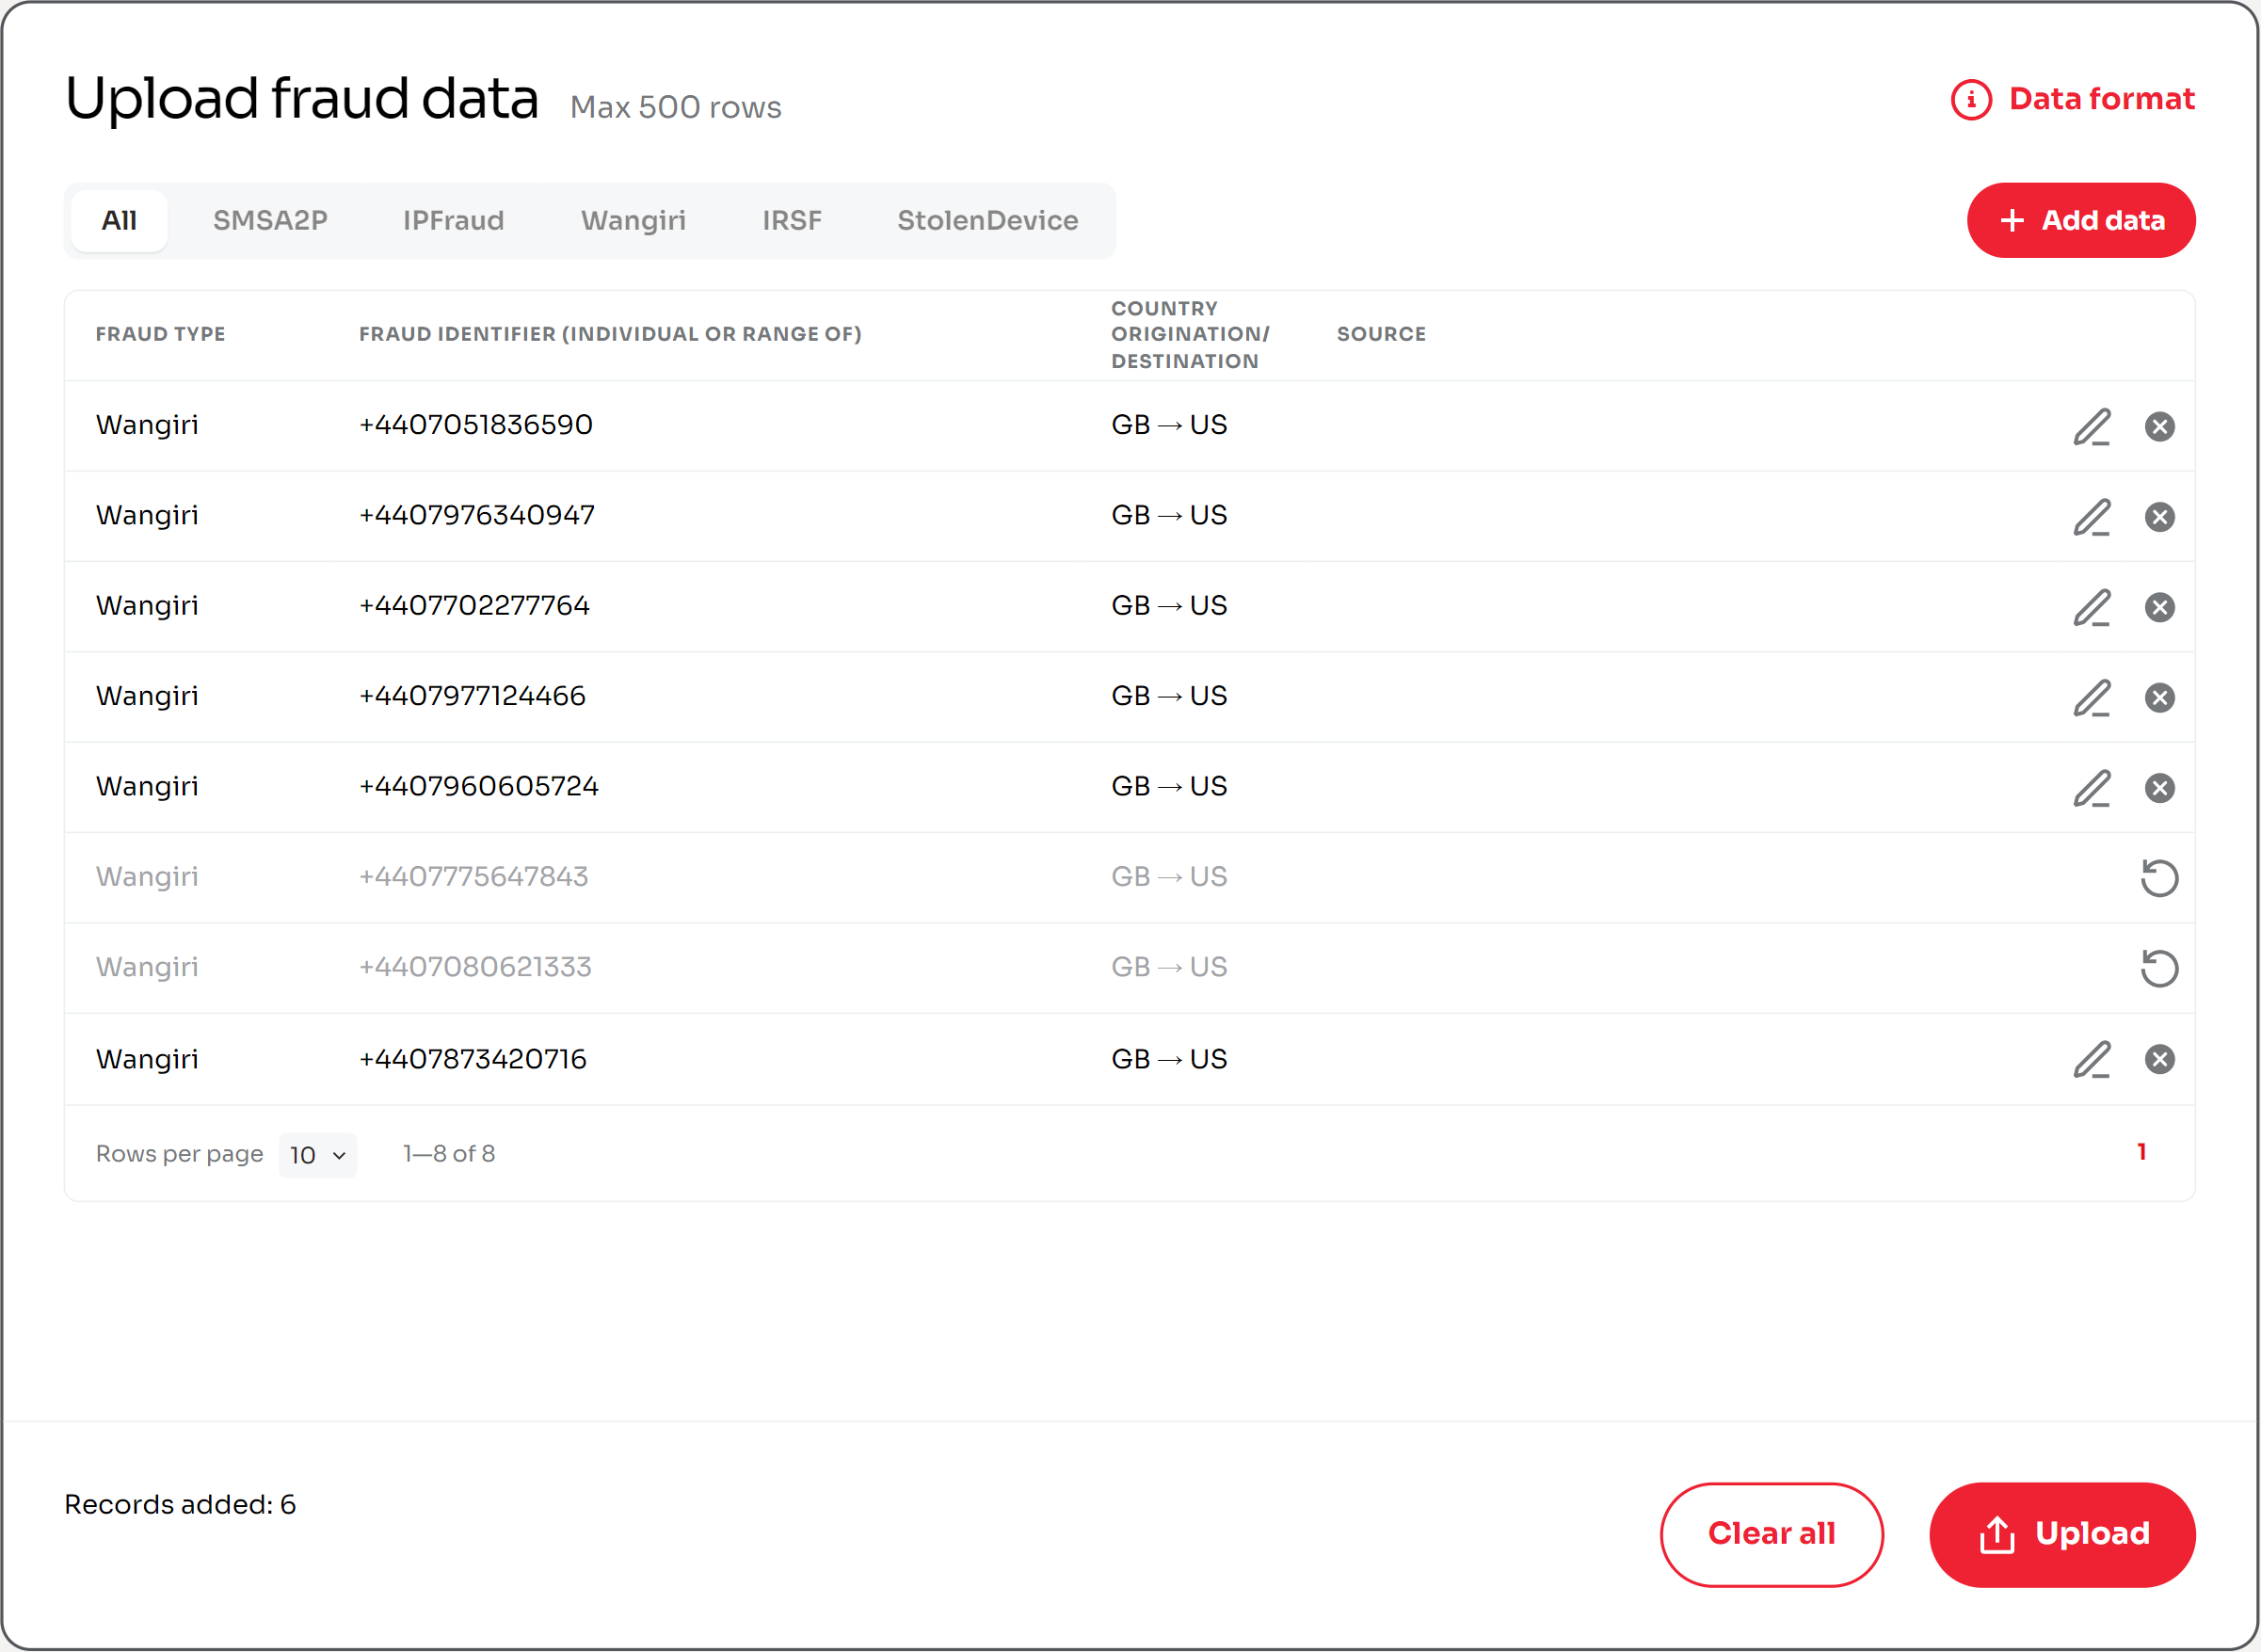 Upload fraud data Max 500 rows
Data format
All SMSA2P IPFraud Wangiri IRSF StolenDevice
Add data
FRAUD TYPE FRAUD IDENTIFIER (INDIVIDUAL OR RANGE OF) COUNTRY
ORIGINATION/
DESTINATION SOURCE
Wangiri +4407051836590 GB → US
Wangiri +4407976340947 GB → US
Wangiri +4407702277764 GB → US
Wangiri +4407977124466 GB → US
Wangiri +4407960605724 GB → US
Wangiri +4407775647843 GB → US
Wangiri +4407080621333 GB → US
Wangiri +4407873420716 GB → US
Rows per page 10 1—8 of 8 1
Records added: 6
Clear all
Upload